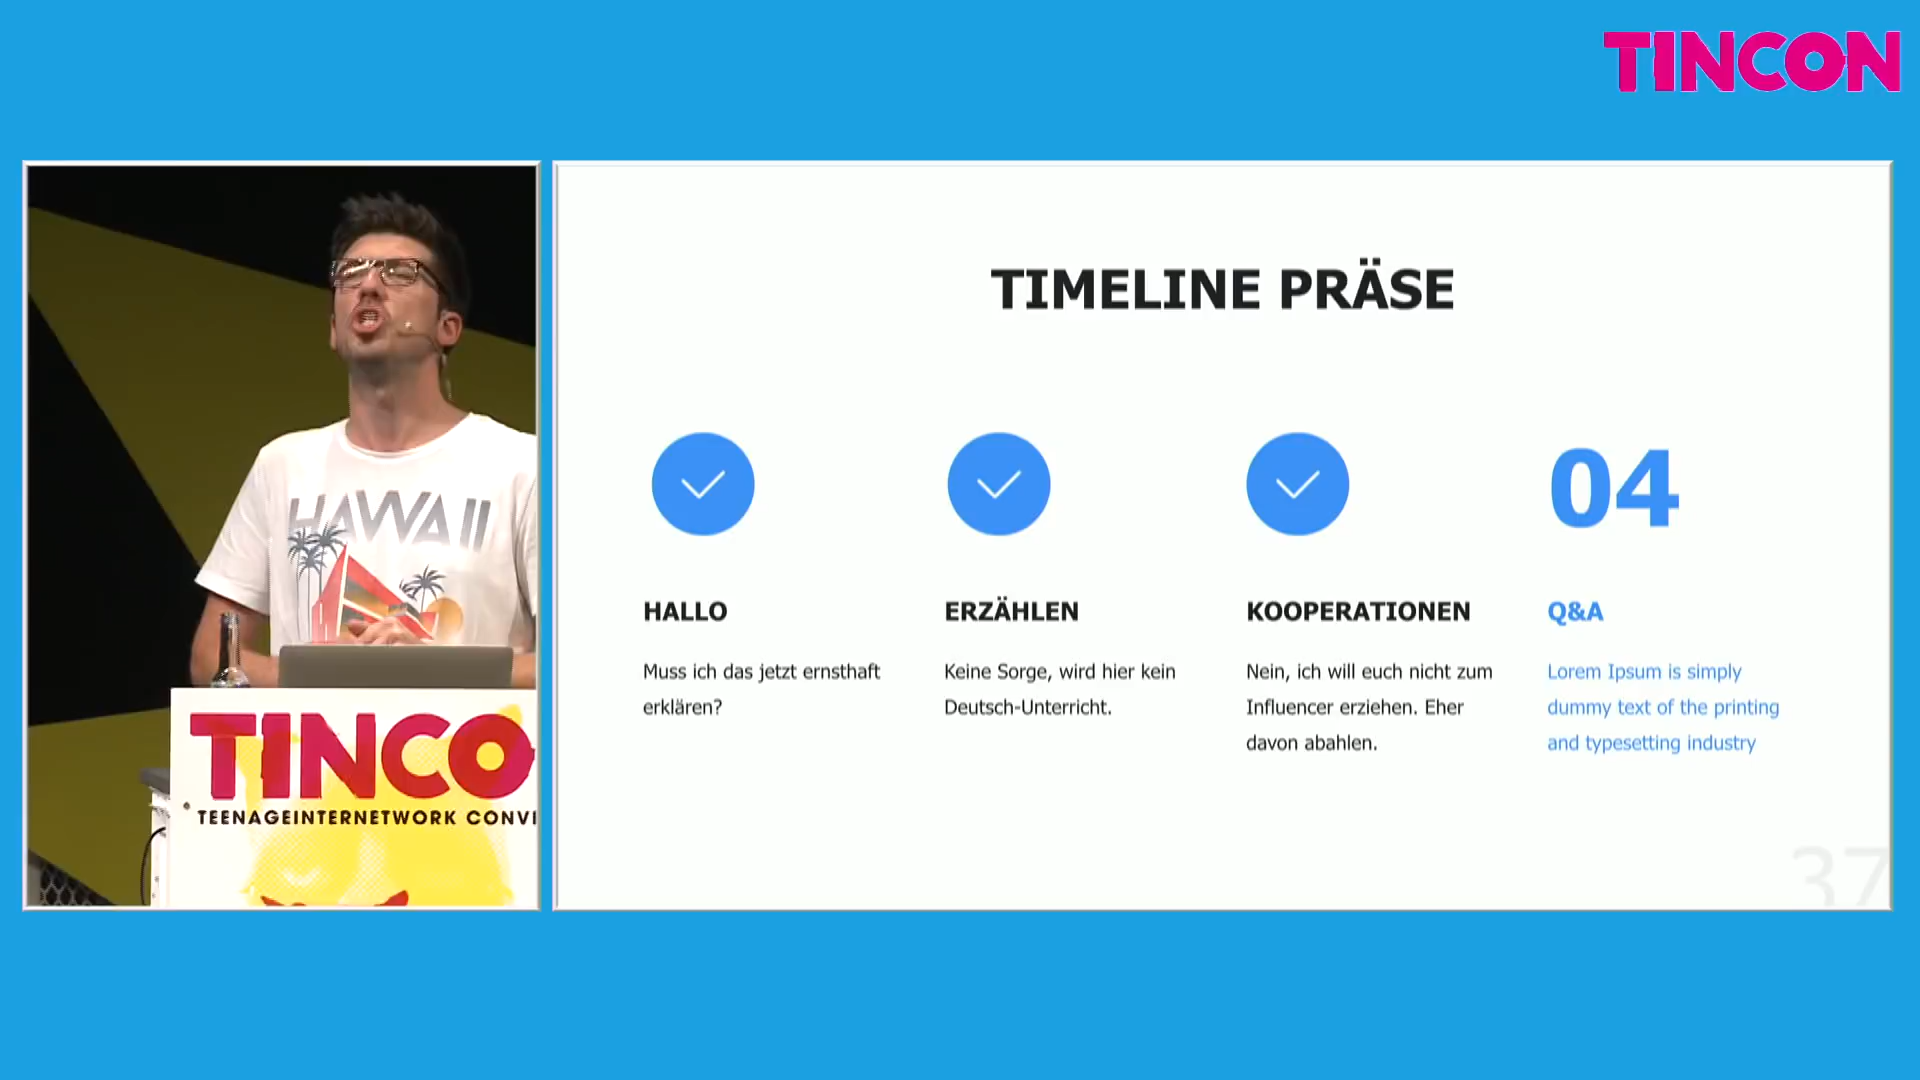 TINCON
HAWAII
TINCO
TEENAGEINTERNETWORK CONV
TIMELINE PRÄSE
04
HALLO
Muss ich das jetzt ernsthaft
erklären?
ERZÄHLEN
Keine Sorge, wird hier kein
Deutsch-Unterricht.
KOOPERATIONEN
Nein, ich will euch nicht zum
Influencer erziehen. Eher
davon abahlen.
Q&A
Lorem Ipsum is simply
dummy text of the printing
and typesetting industry
37